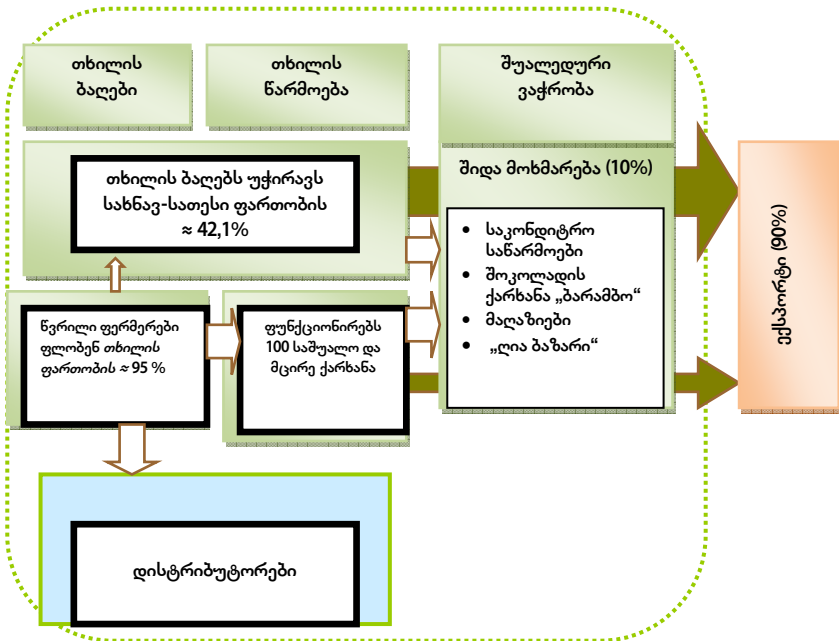 თხილის
ბაღები
თხილის
წარმოება
შუალედური
ვაჭრობა
თხილის ბაღებს უჭირავს
სახნავ-სათესი ფართობის
≈ 42,1%
შიდა მოხმარება (10%)
• საკონდიტრო
საწარმოები
• შოკოლადის
ქარხანა „ბარამბო“
• მაღაზიები
• „ღია ბაზარი“
ექსპორტი (90%)
წვრილი ფერმერები
ფლობენ თხილის
ფართობის ≈ 95 %
ფუნქციონირებს
100 საშუალო და
მცირე ქარხანა
დისტრიბუტორები